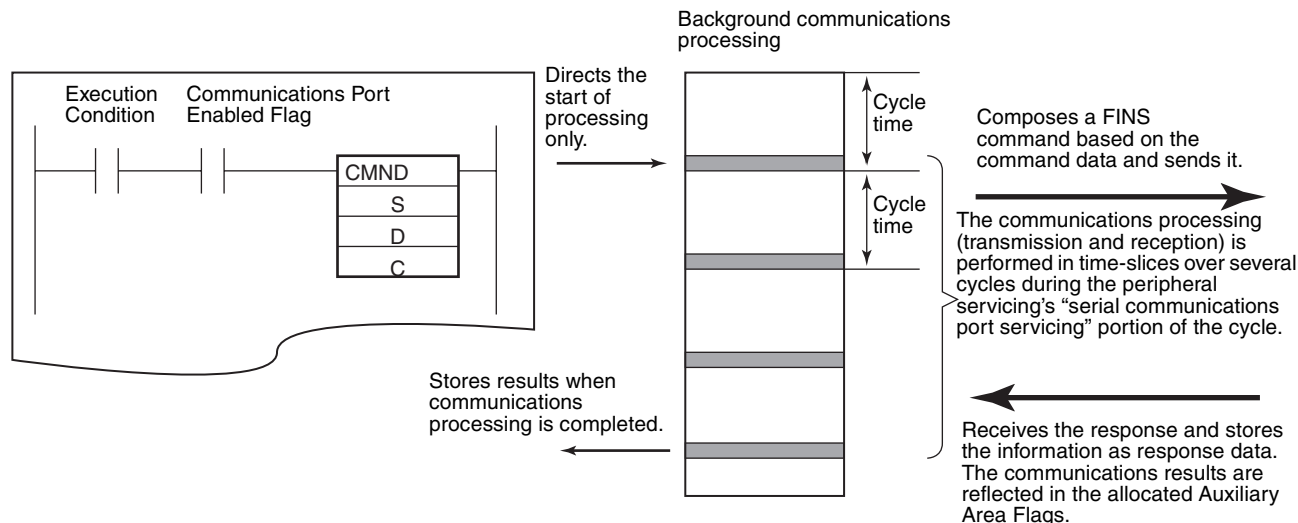 Background communications
processing
Execution
Condition
Communications Port
Enabled Flag
CMND
S
D
C
Directs the
start of
processing
only.
Cycle
time
Cycle
time
Composes a FINS
command based on the
command data and sends it.
The communications processing
(transmission and reception) is
performed in time-slices over several
cycles during the peripheral
servicing's “serial communications
port servicing” portion of the cycle.
Stores results when
communications
processing is completed.
Receives the response and stores
the information as response data.
The communications results are
reflected in the allocated Auxiliary
Area Flags.